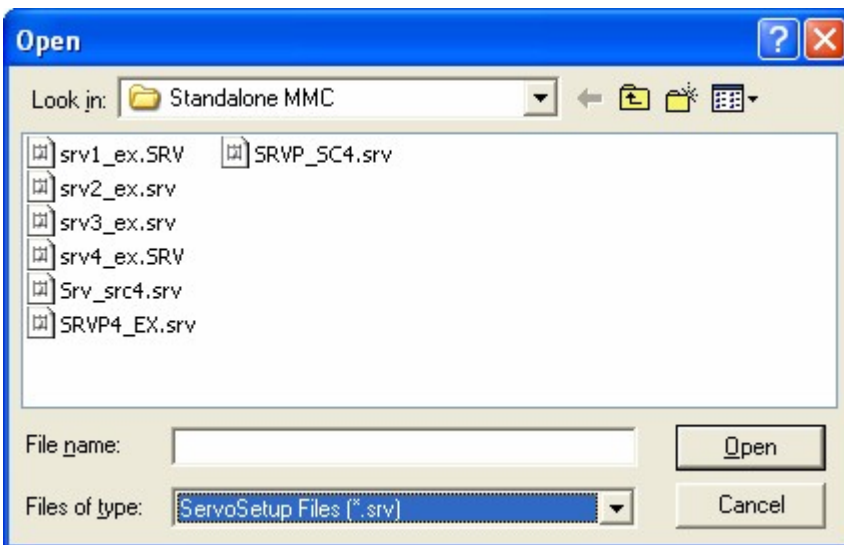 Open
Look in: Standalone MMC
srv1_ex.SRV
srv2_ex.srv
srv3_ex.srv
srv4_ex.SRV
Srv_src4.srv
SRVP4_EX.srv
SRVP_SC4.srv
File name: Open
Files of type: ServoSetup Files (*.srv) Cancel